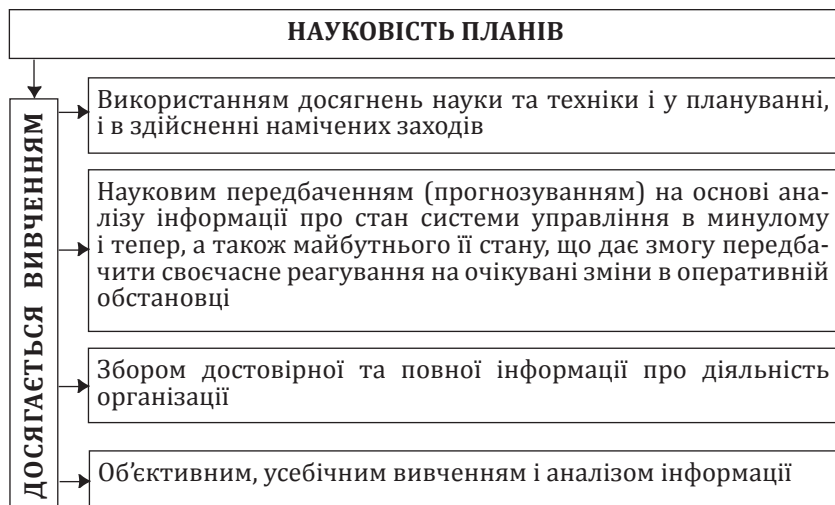 НАУКОВІСТЬ ПЛАНІВ
ДОСЯГАЄТЬСЯ ВИВЧЕННЯМ
Використанням досягнень науки та техніки і у плануванні,
і в здійсненні намічених заходів
Науковим передбаченням (прогнозуванням) на основі ана-
лізу інформації про стан системи управління в минулому
і тепер, а також майбутнього її стану, що дає змогу передба-
чити своєчасне реагування на очікувані зміни в оперативній
обстановці
Збором достовірної та повної інформації про діяльність
організації
Об’єктивним, усебічним вивченням і аналізом інформації